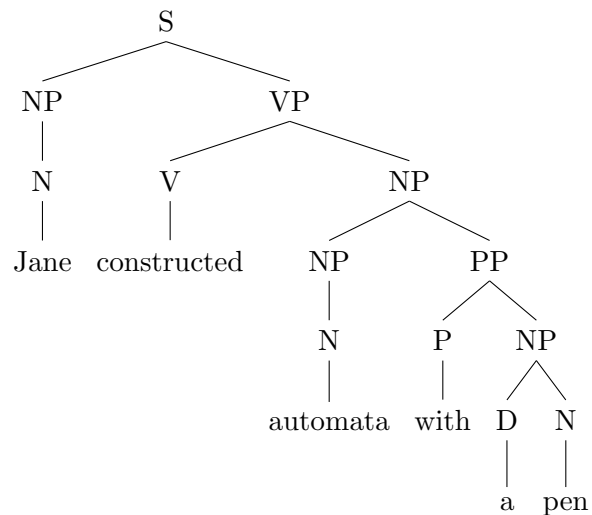 S
NP VP
N V NP
Jane constructed NP PP
N P NP
automata with D N
a pen